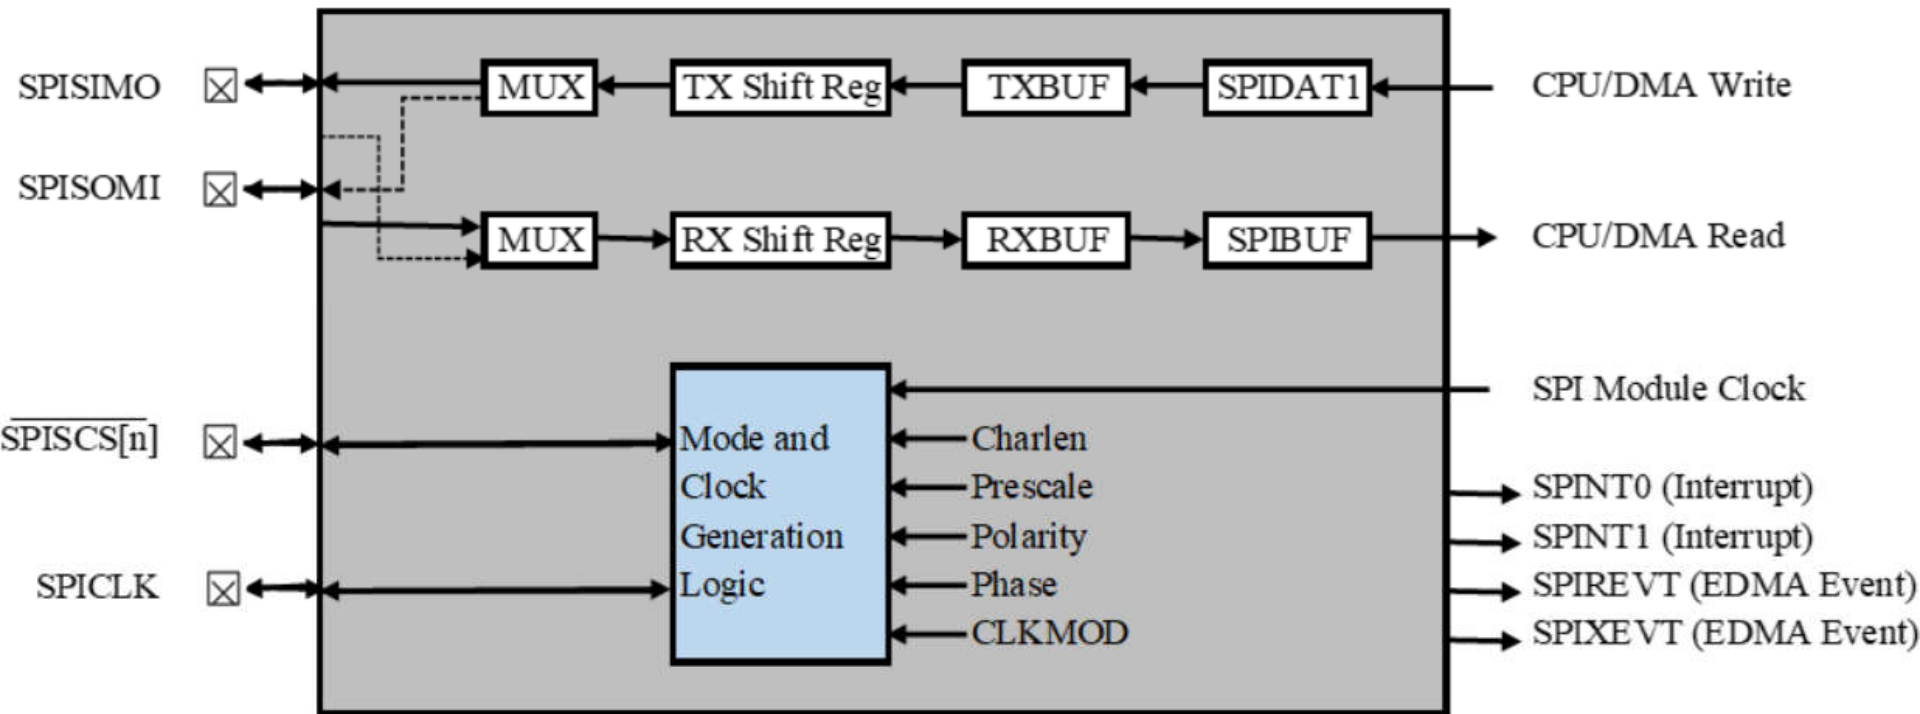 SPISIMO MUX TX Shift Reg TXBUF SPIDAT1 CPU/DMA Write
SPISOMI
MUX RX Shift Reg RXBUF SPIBUF CPU/DMA Read
SPI Module Clock
SPISCS[n] Mode and Charlen
Clock Prescale SPINT0 (Interrupt)
Generation Polarity SPINT1 (Interrupt)
SPICLK Logic Phase SPIREVT (EDMA Event)
CLKMOD SPIXEVT (EDMA Event)